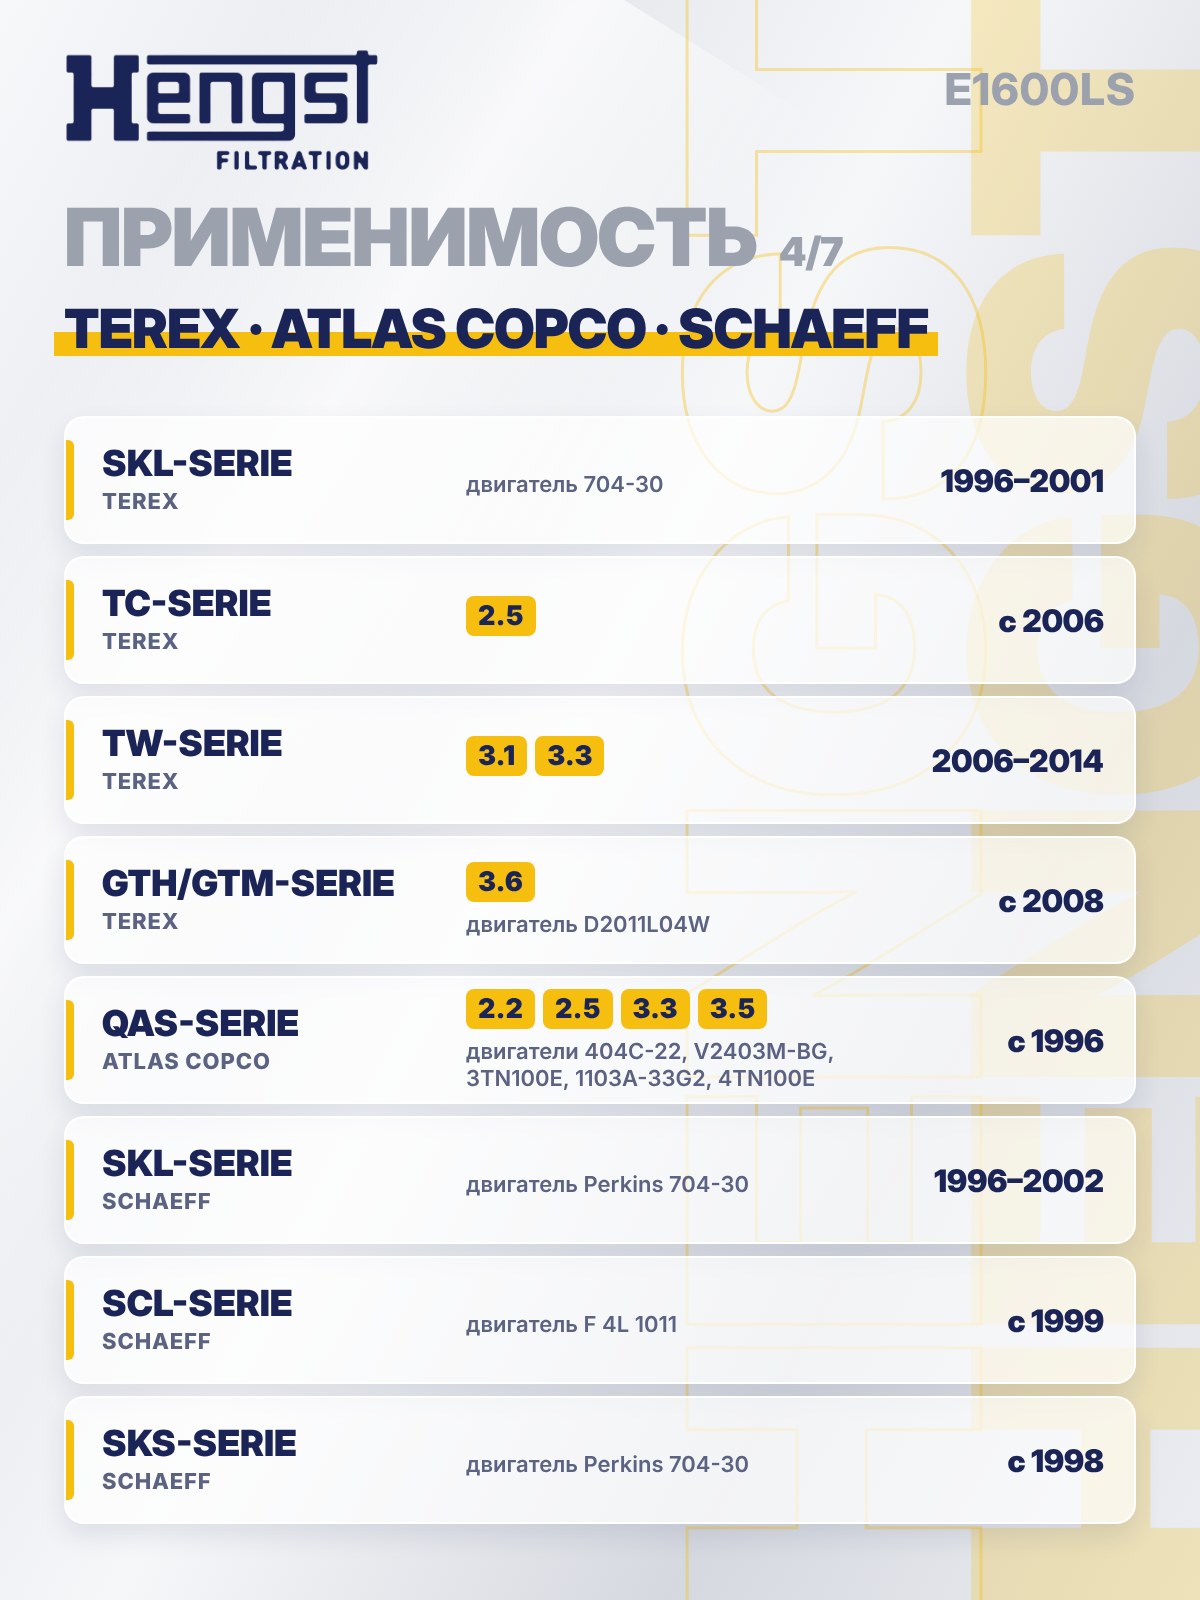 Hengst
FILTRATION
E1600LS
ПРИМЕНИМОСТЬ 4/7
TEREX · ATLAS COPCO · SCHAEFF
SKL-SERIE
TEREX
двигатель 704-30
1996–2001
TC-SERIE
TEREX
2.5
с 2006
TW-SERIE
TEREX
3.1 3.3
2006–2014
GTH/GTM-SERIE
TEREX
3.6
двигатель D2011L04W
с 2008
QAS-SERIE
ATLAS COPCO
2.2 2.5 3.3 3.5
двигатели 404C-22, V2403M-BG,
3TN100E, 1103A-33G2, 4TN100E
с 1996
SKL-SERIE
SCHAEFF
двигатель Perkins 704-30
1996–2002
SCL-SERIE
SCHAEFF
двигатель F 4L 1011
с 1999
SKS-SERIE
SCHAEFF
двигатель Perkins 704-30
с 1998
HENGST
HENGST